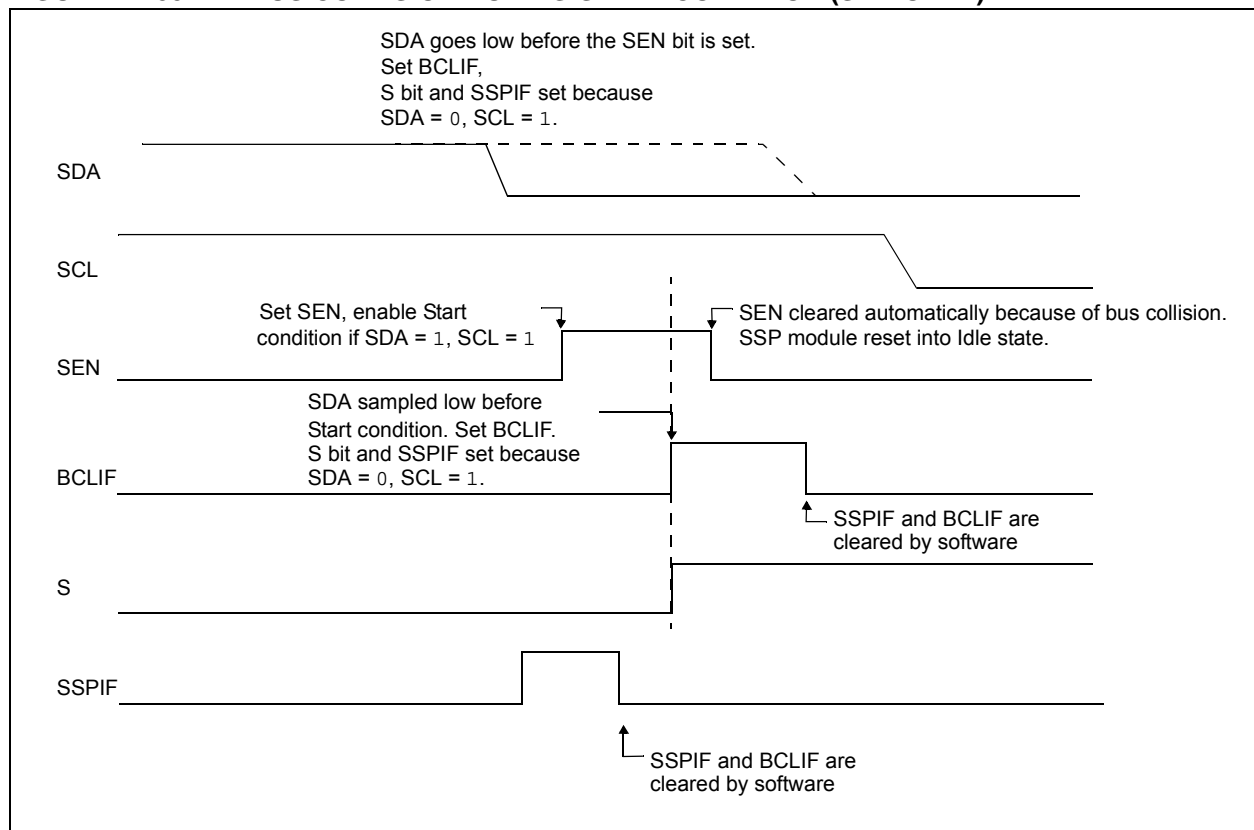 SDA goes low before the SEN bit is set.
Set BCLIF,
S bit and SSPIF set because
SDA = 0, SCL = 1.
SDA
SCL
Set SEN, enable Start
condition if SDA = 1, SCL = 1
SEN cleared automatically because of bus collision.
SSP module reset into Idle state.
SEN
SDA sampled low before
Start condition. Set BCLIF.
S bit and SSPIF set because
SDA = 0, SCL = 1.
BCLIF
SSPIF and BCLIF are
cleared by software
S
SSPIF
SSPIF and BCLIF are
cleared by software